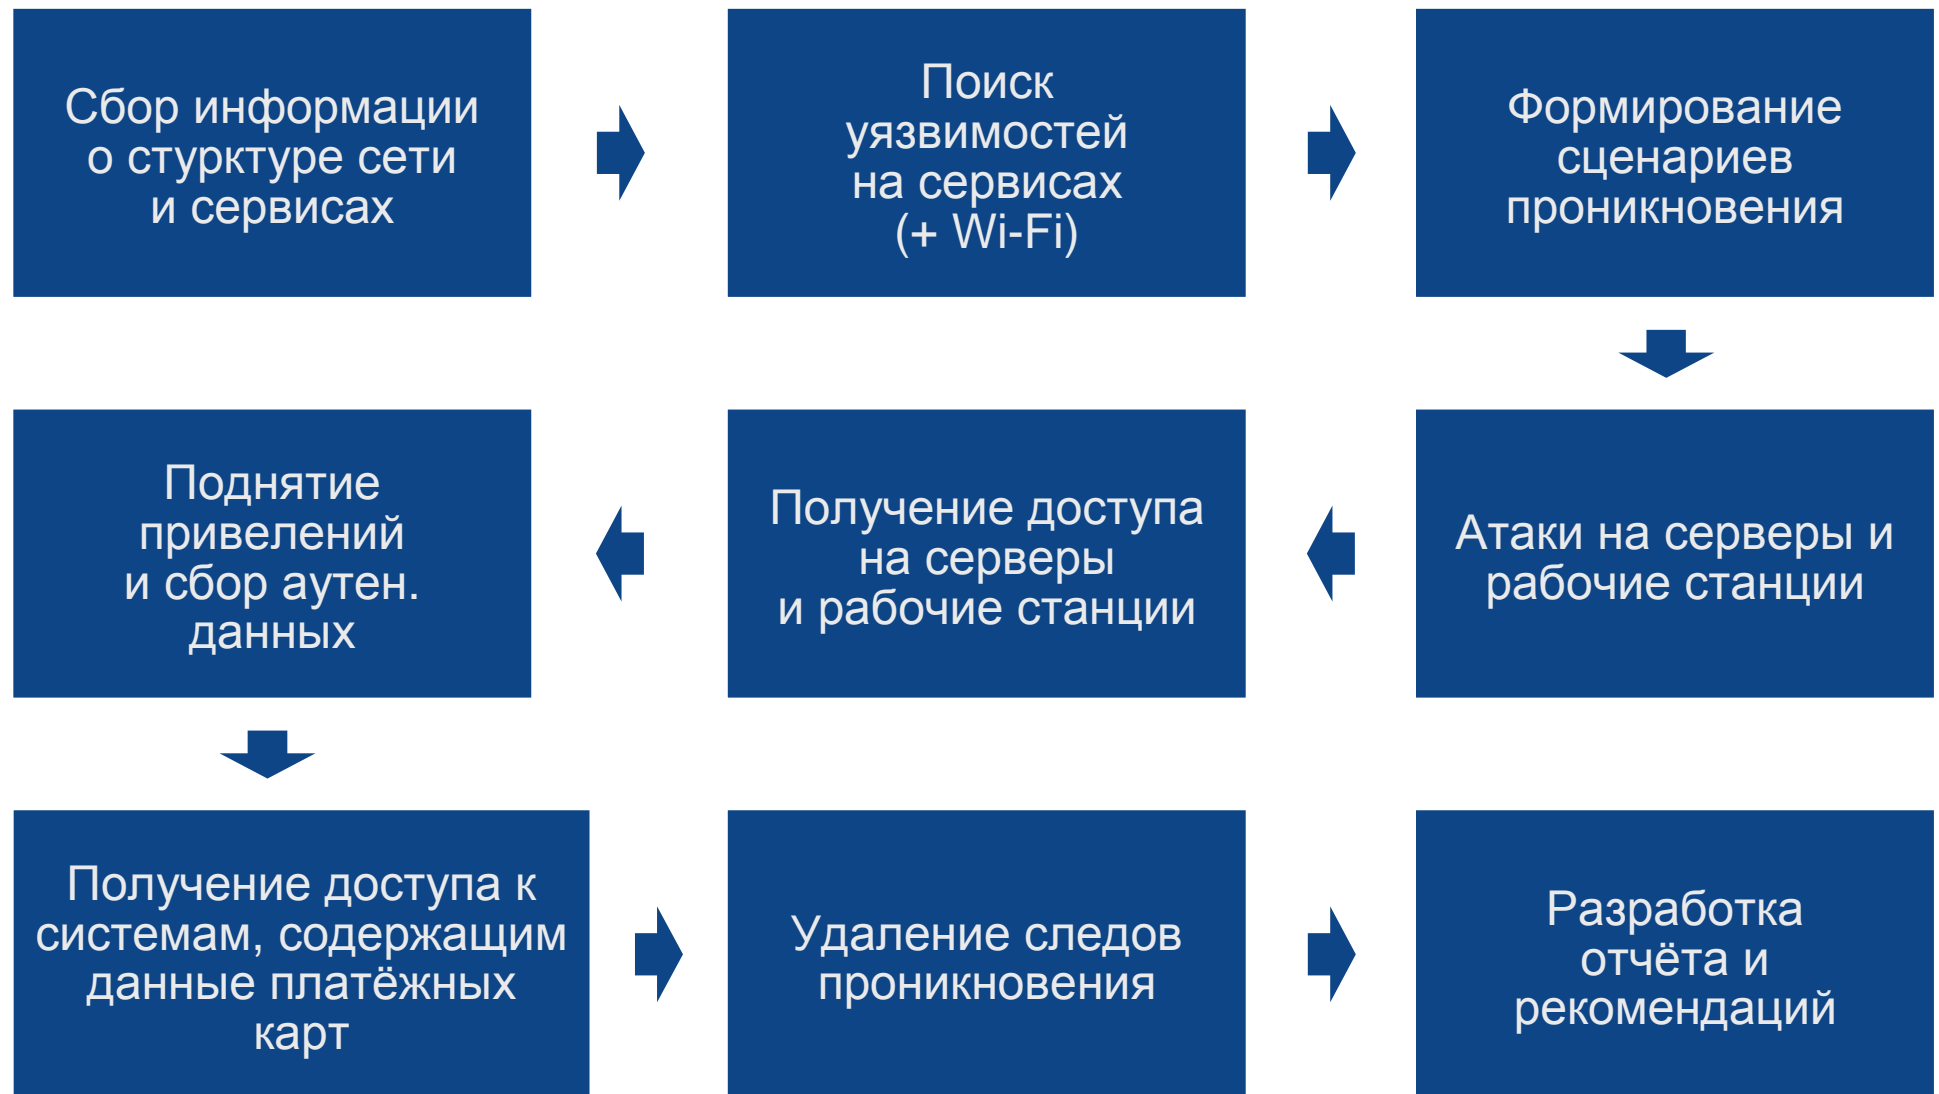 Сбор информации
о стурктуре сети
и сервисах
Поиск
уязвимостей
на сервисах
(+ Wi-Fi)
Формирование
сценариев
проникновения
Атаки на серверы и
рабочие станции
Получение доступа
на серверы
и рабочие станции
Поднятие
привелений
и сбор аутен.
данных
Получение доступа к
системам, содержащим
данные платёжных
карт
Удаление следов
проникновения
Разработка
отчёта и
рекомендаций